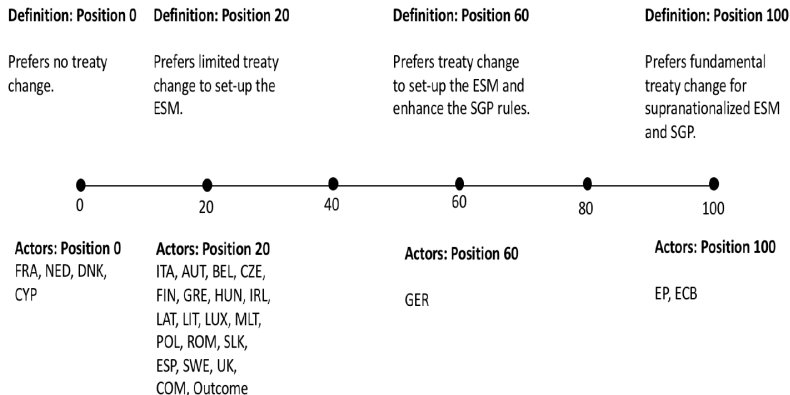 Definition: Position 0
Prefers no treaty
change.
Definition: Position 20
Prefers limited treaty
change to set-up the
ESM.
Definition: Position 60
Prefers treaty change
to set-up the ESM and
enhance the SGP rules.
Definition: Position 100
Prefers fundamental
treaty change for
supranationalized ESM
and SGP.
0
20
40
60
80
100
Actors: Position 0
FRA, NED, DNK,
CYP
Actors: Position 20
ITA, AUT, BEL, CZE,
FIN, GRE, HUN, IRL,
LAT, LIT, LUX, MLT,
POL, ROM, SLK,
ESP, SWE, UK,
COM, Outcome
Actors: Position 60
GER
Actors: Position 100
EP, ECB